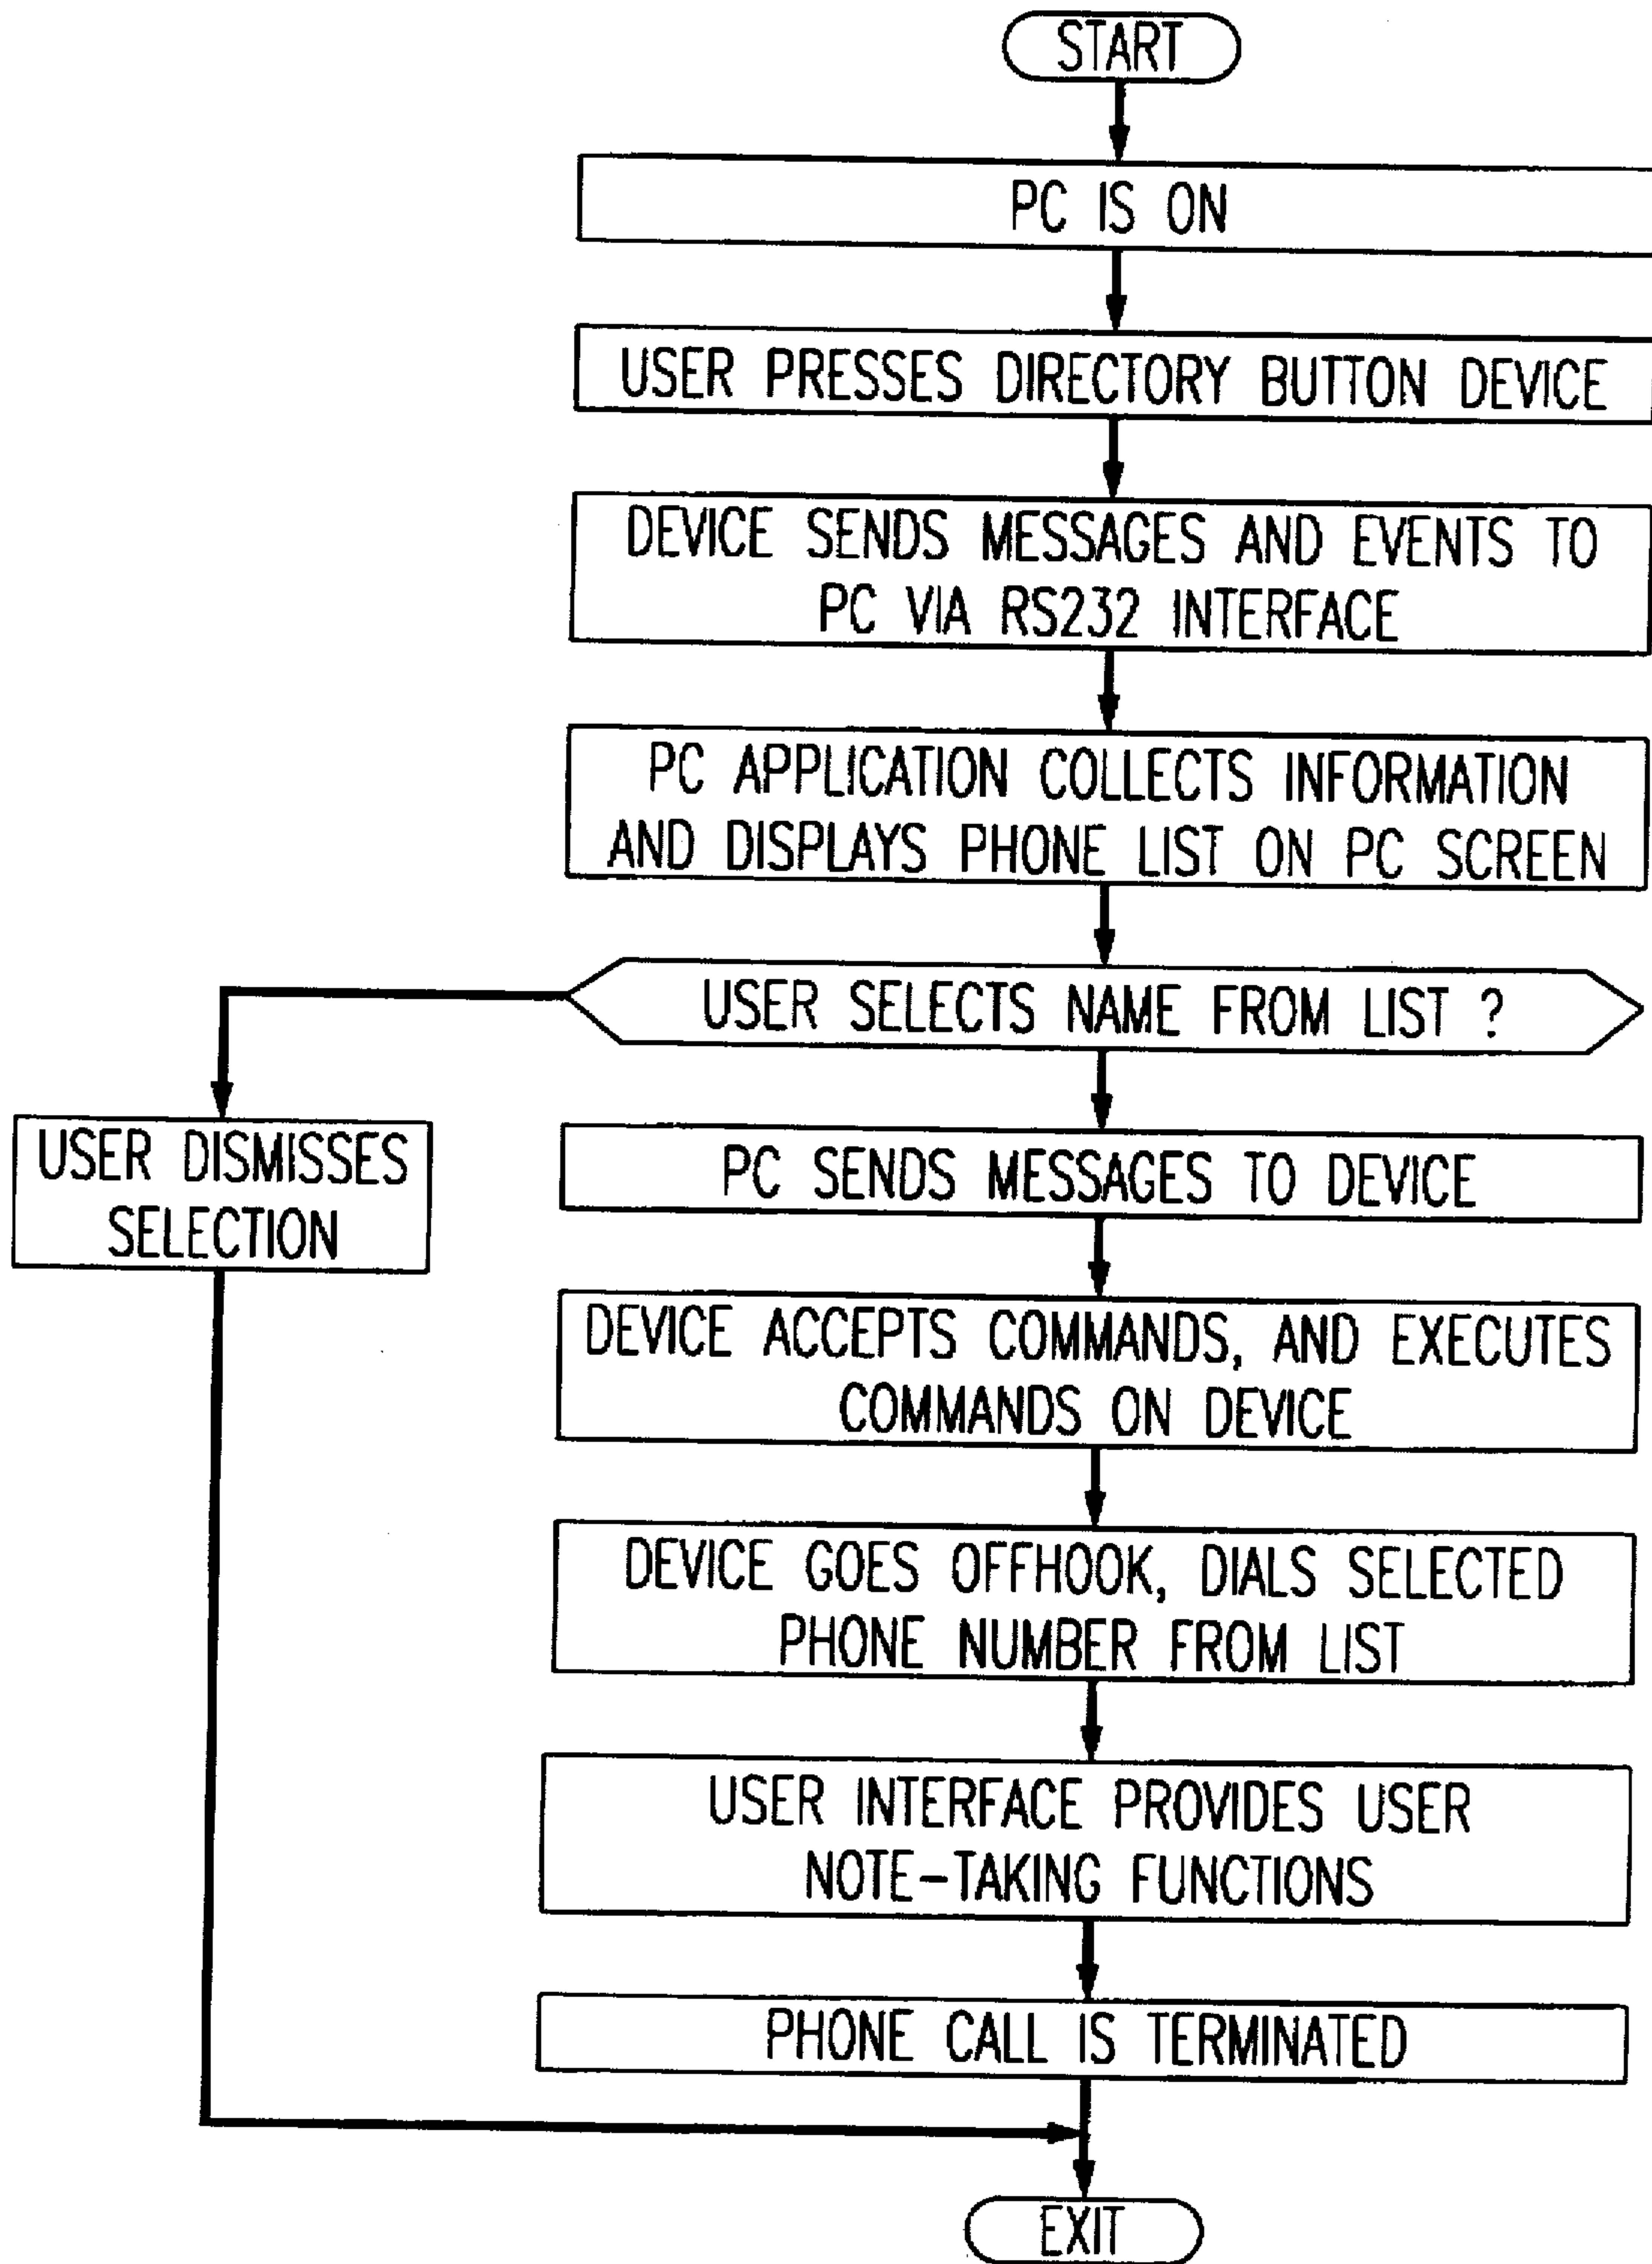 START
PC IS ON
USER PRESSES DIRECTORY BUTTON DEVICE
DEVICE SENDS MESSAGES AND EVENTS TO
PC VIA RS232 INTERFACE
PC APPLICATION COLLECTS INFORMATION
AND DISPLAYS PHONE LIST ON PC SCREEN
USER SELECTS NAME FROM LIST ?
USER DISMISSES
SELECTION
PC SENDS MESSAGES TO DEVICE
DEVICE ACCEPTS COMMANDS, AND EXECUTES
COMMANDS ON DEVICE
DEVICE GOES OFFHOOK, DIALS SELECTED
PHONE NUMBER FROM LIST
USER INTERFACE PROVIDES USER
NOTE-TAKING FUNCTIONS
PHONE CALL IS TERMINATED
EXIT